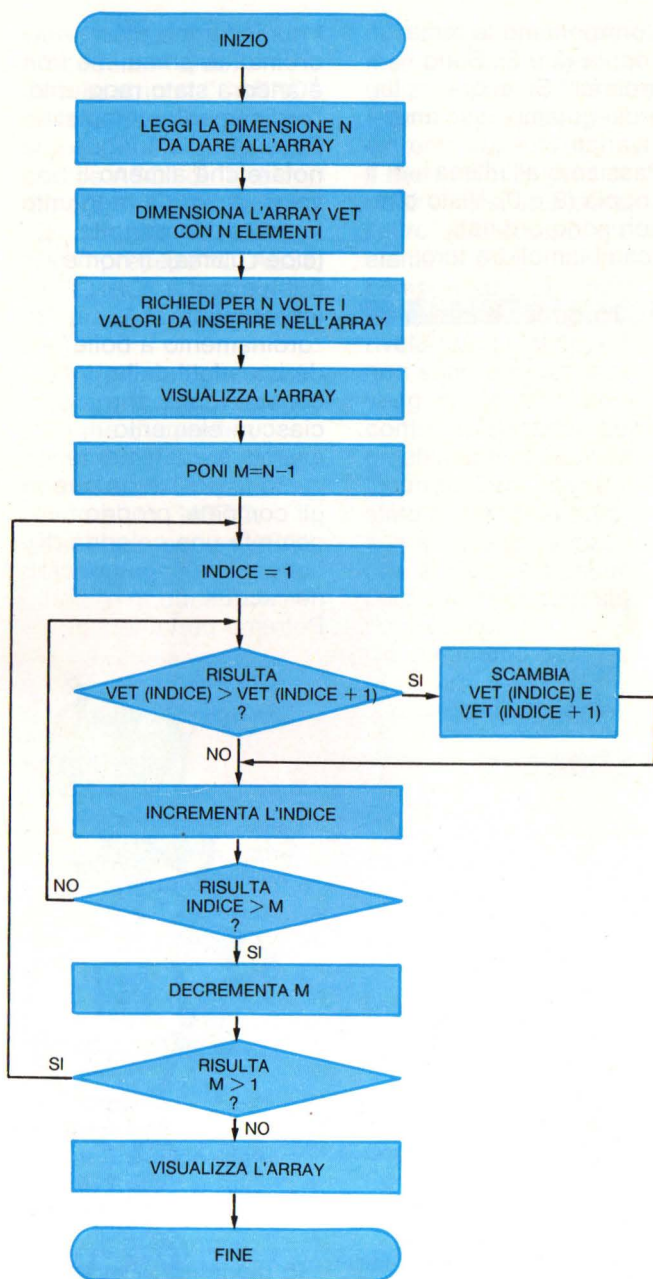 INIZIO
LEGGI LA DIMENSIONE N
DA DARE ALL'ARRAY
DIMENSIONA L'ARRAY VET
CON N ELEMENTI
RICHIEDI PER N VOLTE I
VALORI DA INSERIRE NELL'ARRAY
VISUALIZZA L'ARRAY
PONI M=N-1
INDICE = 1
RISULTA
VET (INDICE) > VET (INDICE + 1)
?
SI
SCAMBIA
VET (INDICE) E
VET (INDICE + 1)
NO
INCREMENTA L'INDICE
NO
RISULTA
INDICE > M
?
SI
DECREMENTA M
SI
RISULTA
M > 1
?
NO
VISUALIZZA L'ARRAY
FINE